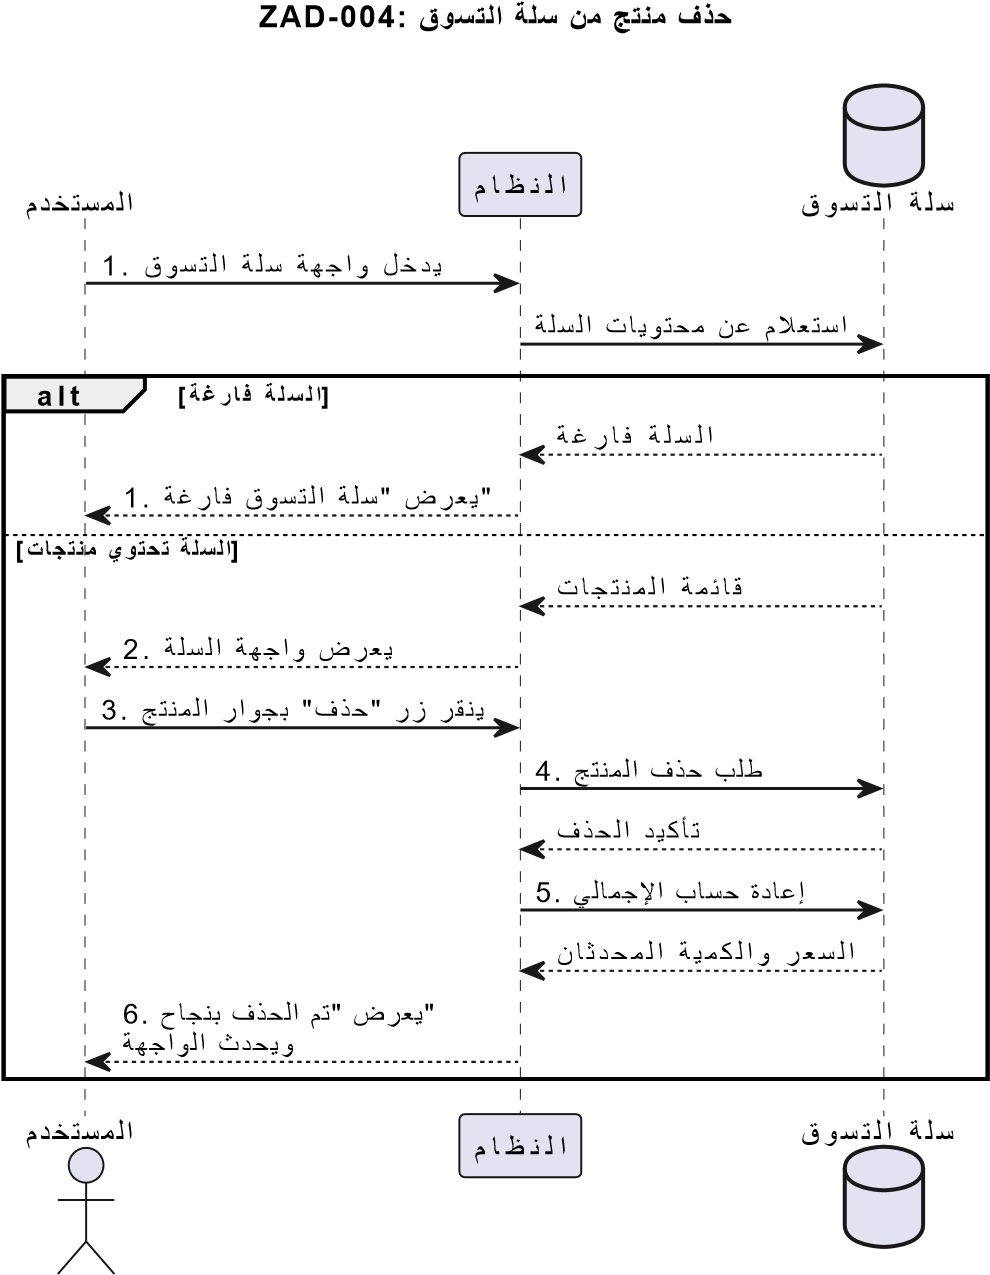 ZAD-004: حذف منتج من سلة التسوق
المستخدم
النظام
سلة التسوق
1. يدخل واجهة سلة التسوق
استعلام عن محتويات السلة
alt
[السلة فارغة]
السلة فارغة
1. يعرض "سلة التسوق فارغة"
[السلة تحتوي منتجات]
قائمة المنتجات
2. يعرض واجهة السلة
3. ينقر زر "حذف" بجوار المنتج
4. طلب حذف المنتج
تأكيد الحذف
5. إعادة حساب الإجمالي
السعر والكمية المحدثان
6. يعرض "تم الحذف بنجاح"
ويحدث الواجهة
المستخدم
النظام
سلة التسوق